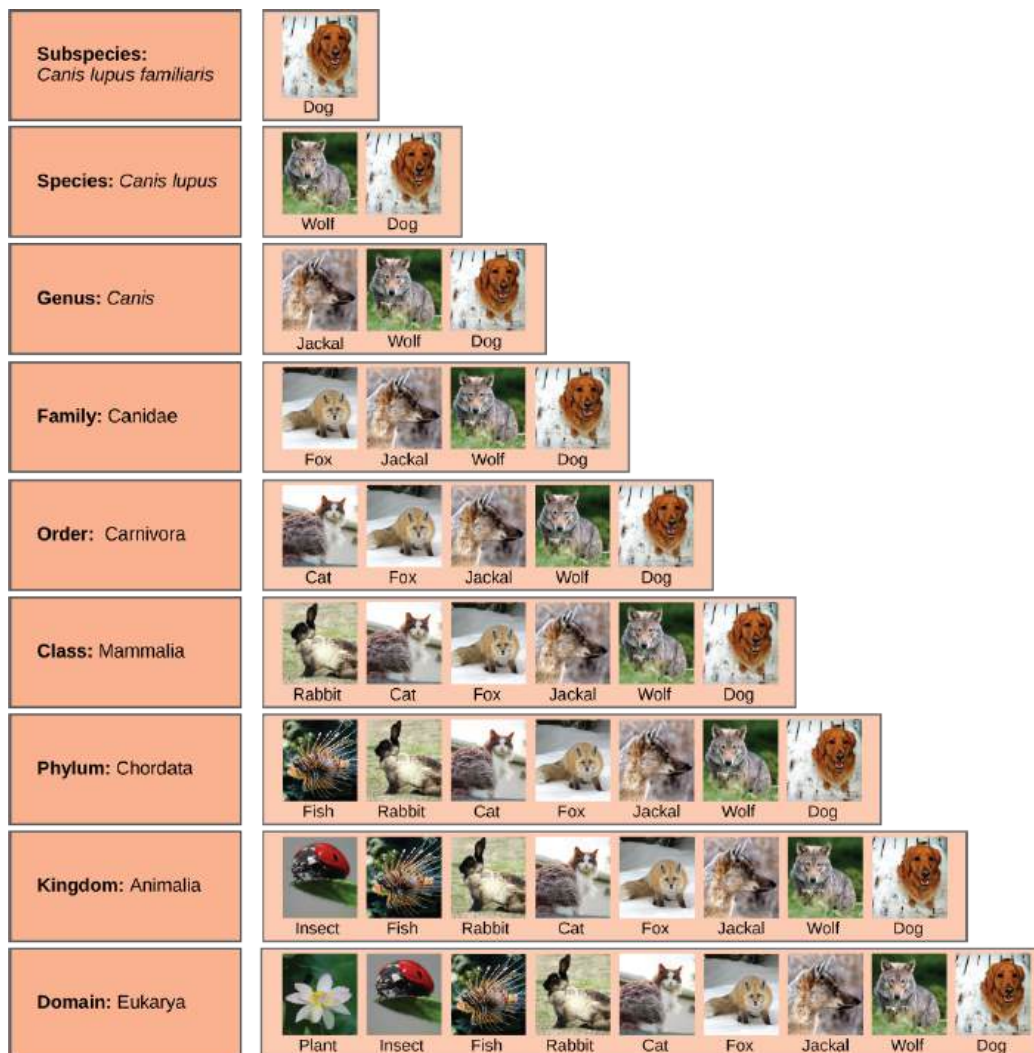 Subspecies:
Canis lupus familiaris
Dog
Species: Canis lupus
Wolf Dog
Genus: Canis
Jackal Wolf Dog
Family: Canidae
Fox Jackal Wolf Dog
Order: Carnivora
Cat Fox Jackal Wolf Dog
Class: Mammalia
Rabbit Cat Fox Jackal Wolf Dog
Phylum: Chordata
Fish Rabbit Cat Fox Jackal Wolf Dog
Kingdom: Animalia
Insect Fish Rabbit Cat Fox Jackal Wolf Dog
Domain: Eukarya
Plant Insect Fish Rabbit Cat Fox Jackal Wolf Dog